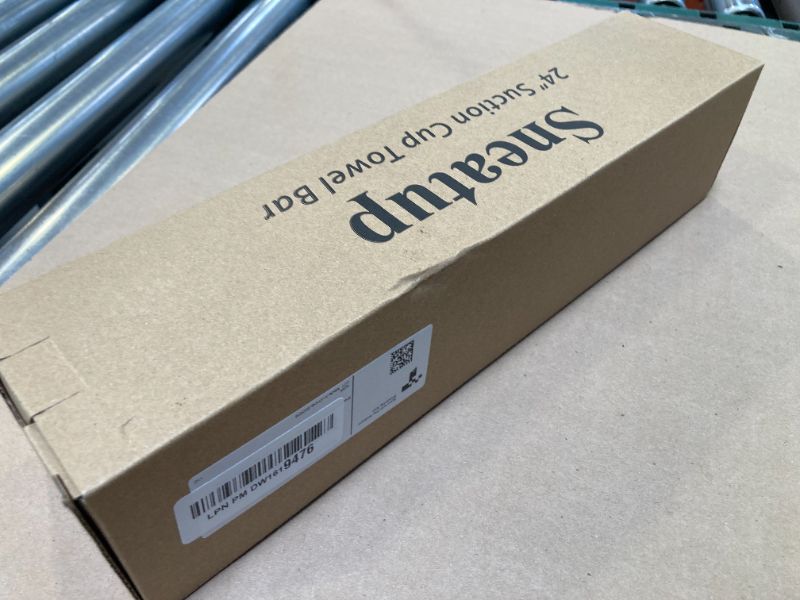 Sneatup
24" Suction Cup Towel Bar
LPN PM DW1619476